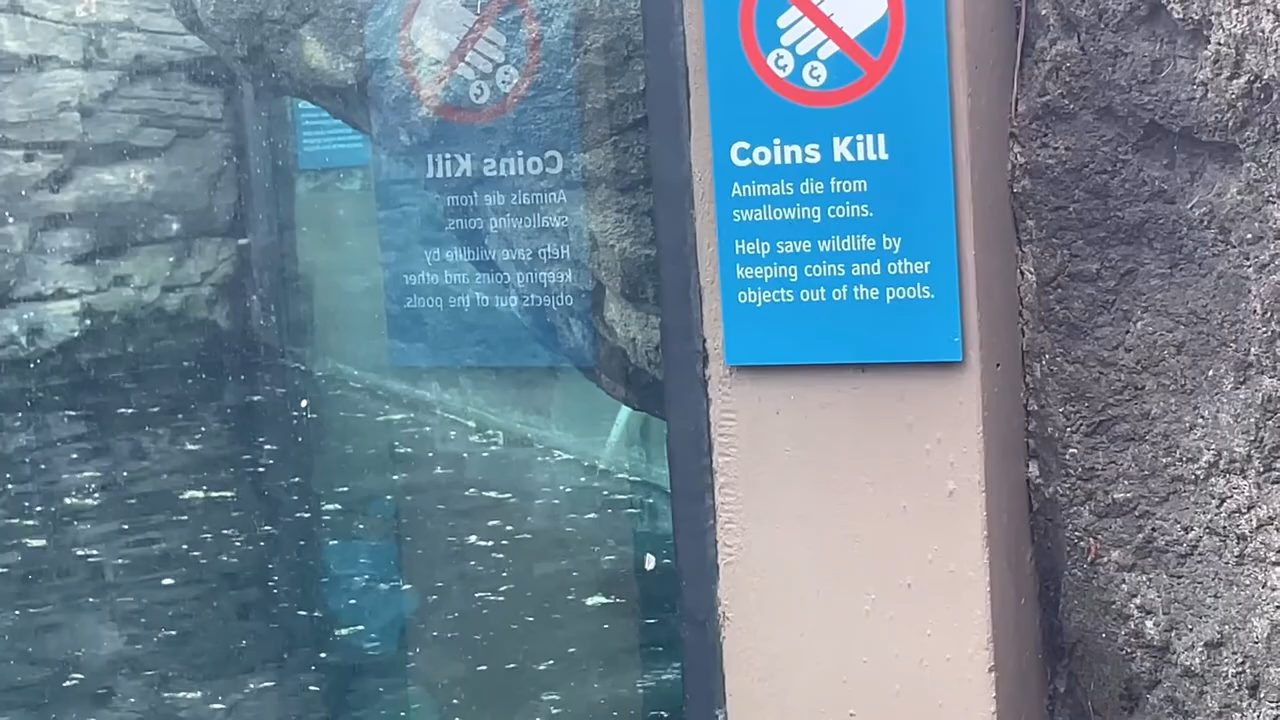 Coins Kill
Animals die from
swallowing coins.
Help save wildlife by
keeping coins and other
objects out of the pools.